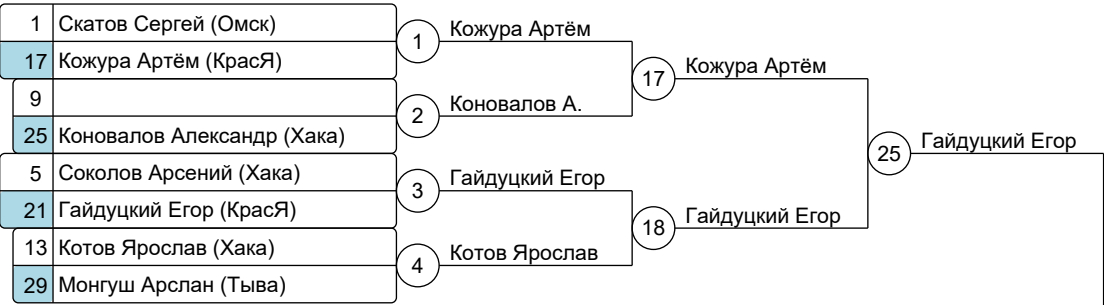 1 Скатов Сергей (Омск)
17 Кожура Артём (КрасЯ)
9
25 Коновалов Александр (Хака)
5 Соколов Арсений (Хака)
21 Гайдуцкий Егор (КрасЯ)
13 Котов Ярослав (Хака)
29 Монгуш Арслан (Тыва)
1 Кожура Артём
2 Коновалов А.
3 Гайдуцкий Егор
4 Котов Ярослав
17 Кожура Артём
18 Гайдуцкий Егор
25 Гайдуцкий Егор